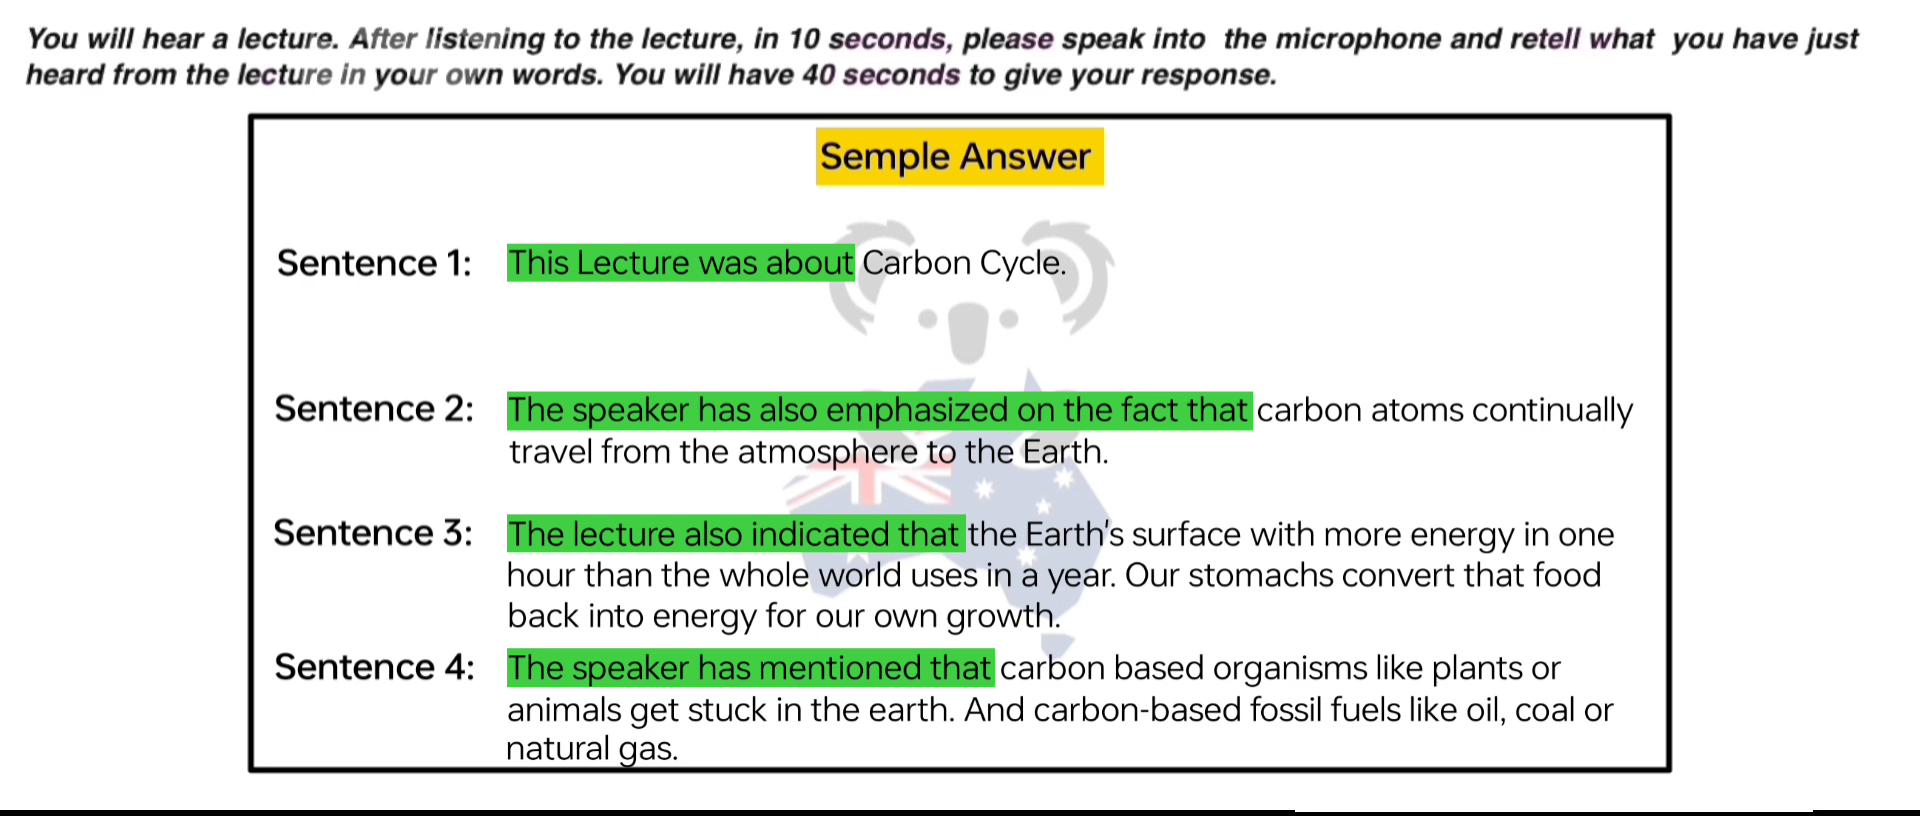 You will hear a lecture. After listening to the lecture, in 10 seconds, please speak into the microphone and retell what you have just
heard from the lecture in your own words. You will have 40 seconds to give your response.
Semple Answer
Sentence 1: This Lecture was about Carbon Cycle.
Sentence 2: The speaker has also emphasized on the fact that carbon atoms continually
travel from the atmosphere to the Earth.
Sentence 3: The lecture also indicated that the Earth's surface with more energy in one
hour than the whole world uses in a year. Our stomachs convert that food
back into energy for our own growth.
Sentence 4: The speaker has mentioned that carbon based organisms like plants or
animals get stuck in the earth. And carbon-based fossil fuels like oil, coal or
natural gas.